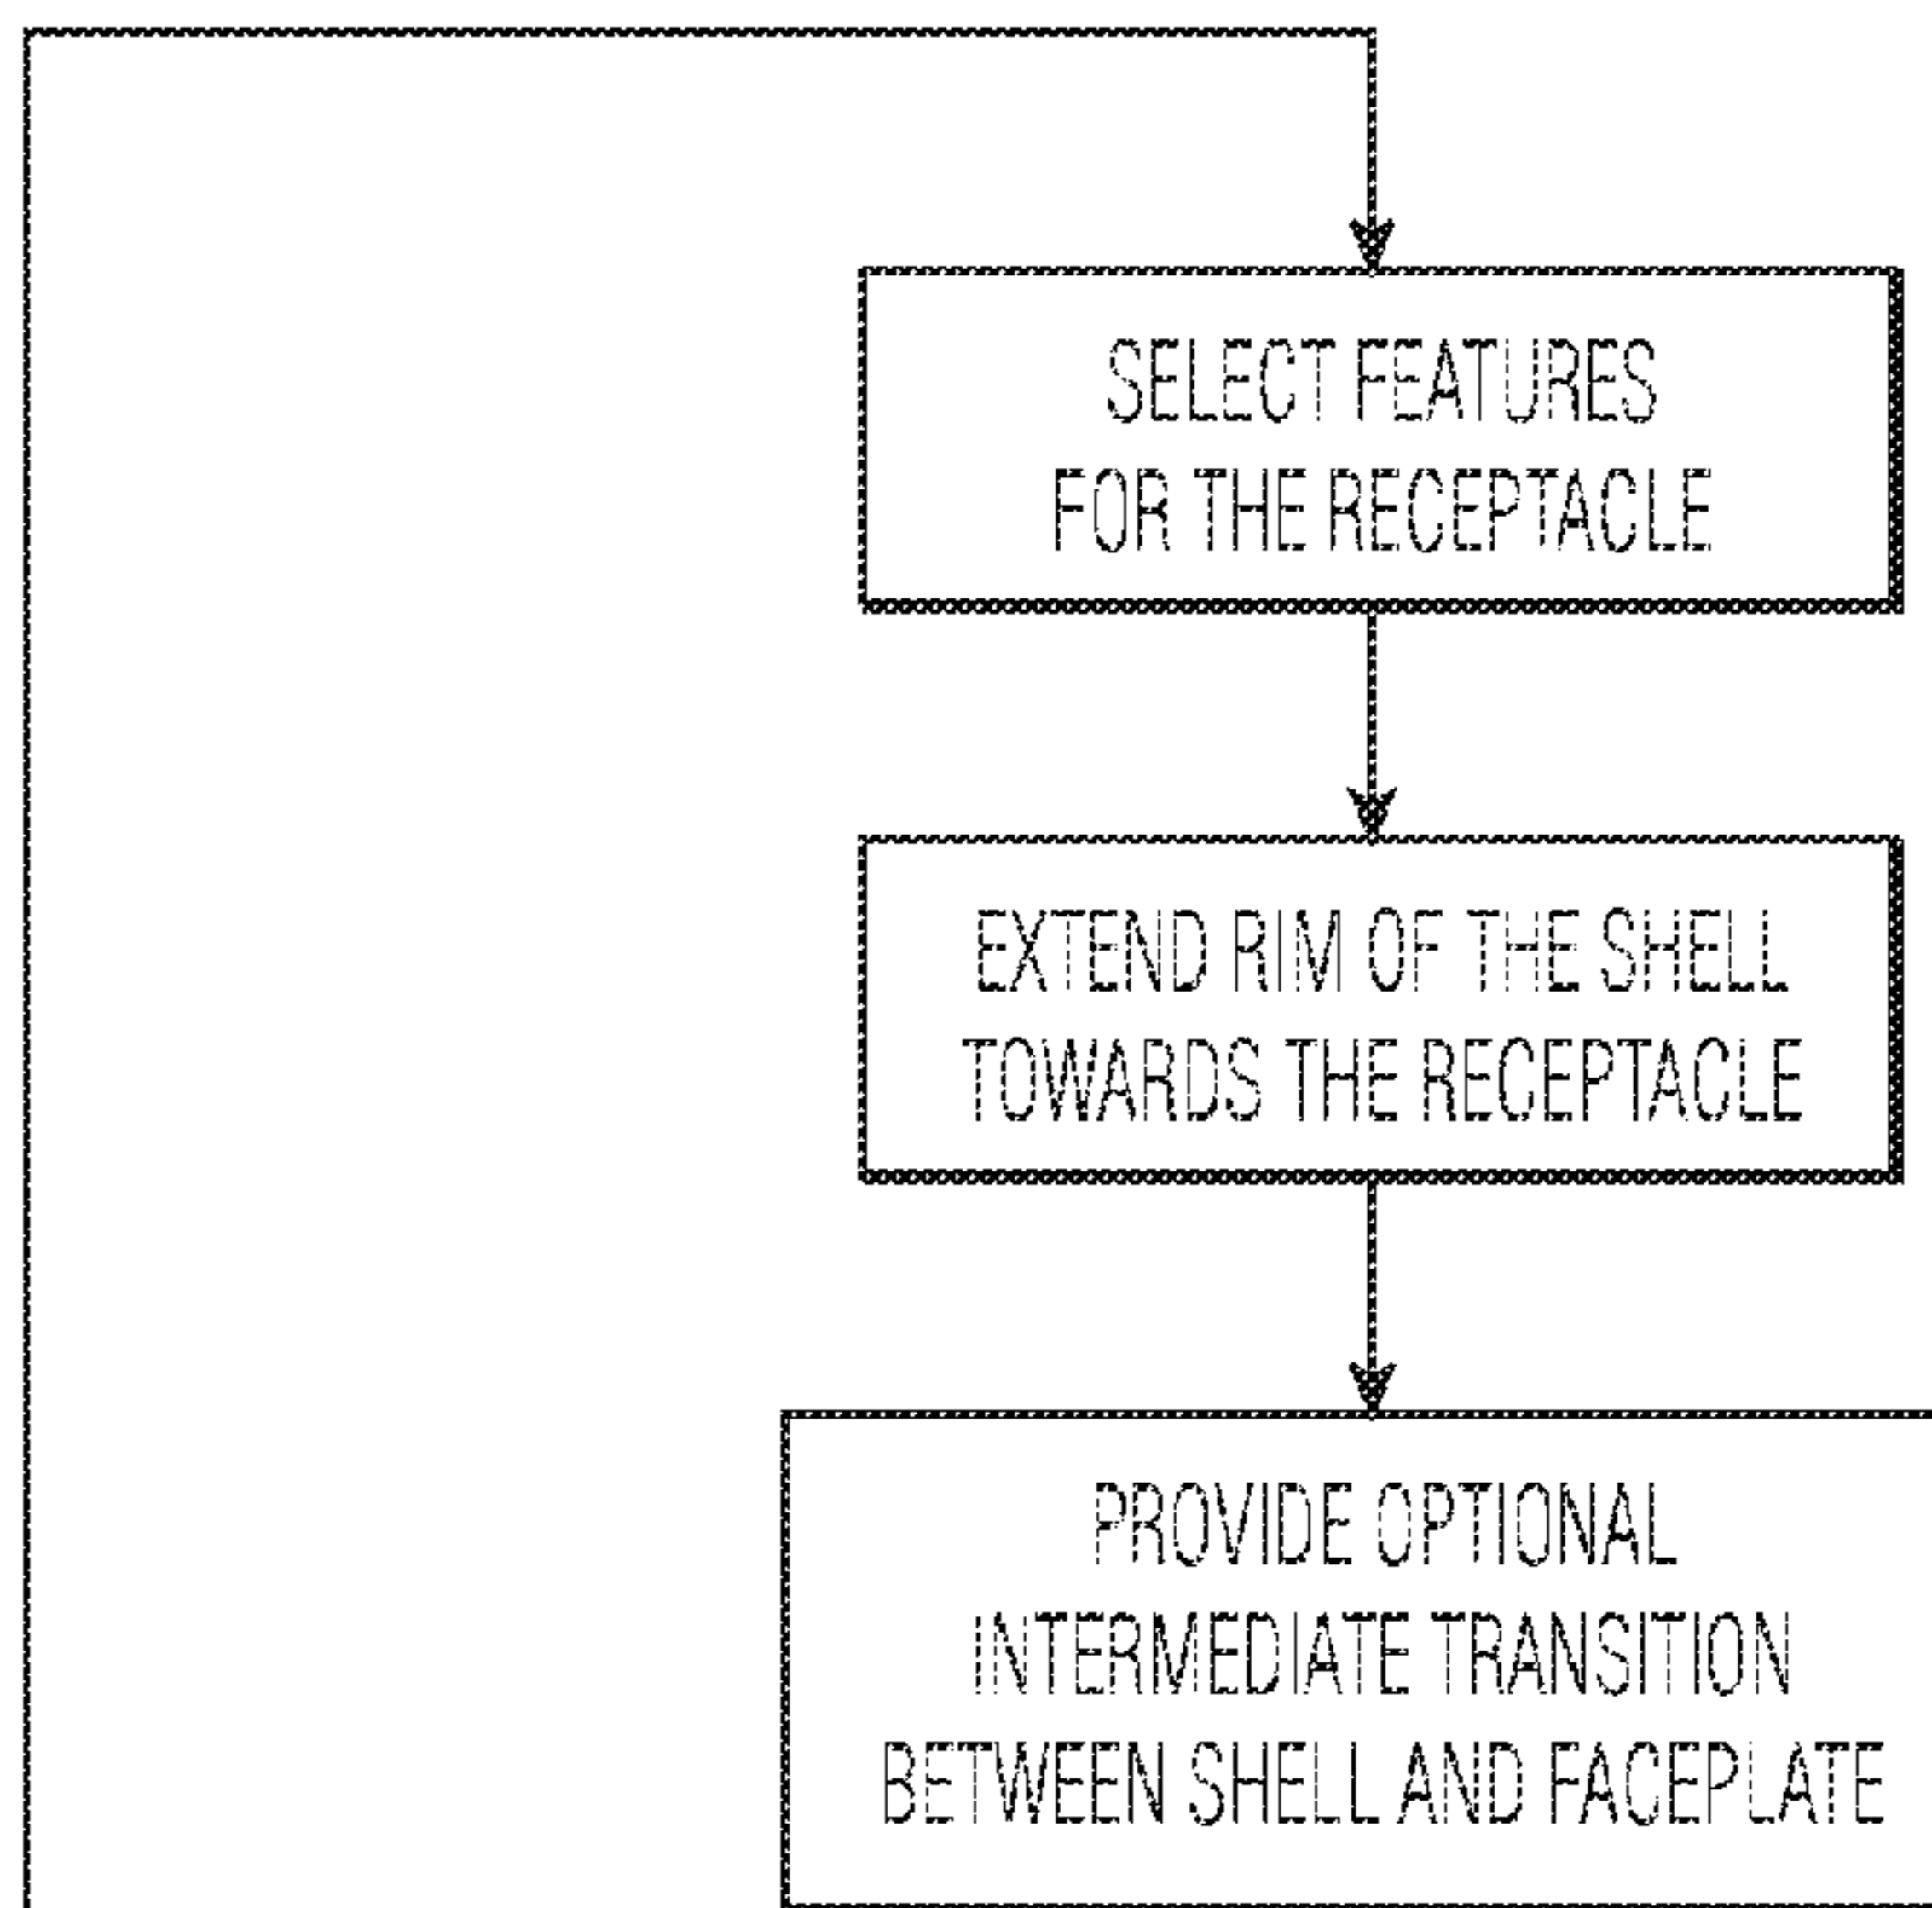 SELECT FEATURES
FOR THE RECEPTACLE
EXTEND RIM OF THE SHELL
TOWARDS THE RECEPTACLE
PROVIDE OPTIONAL
INTERMEDIATE TRANSITION
BETWEEN SHELL AND FACEPLATE